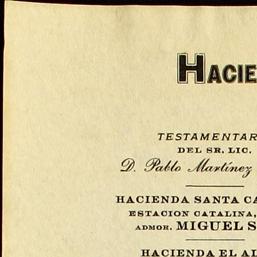 HACIE
TESTAMENTAR
DEL SR. LIC.
D. Pablo Martínez
HACIENDA SANTA CA
ESTACION CATALINA,
ADMOR. MIGUEL S
HACIENDA EL AL